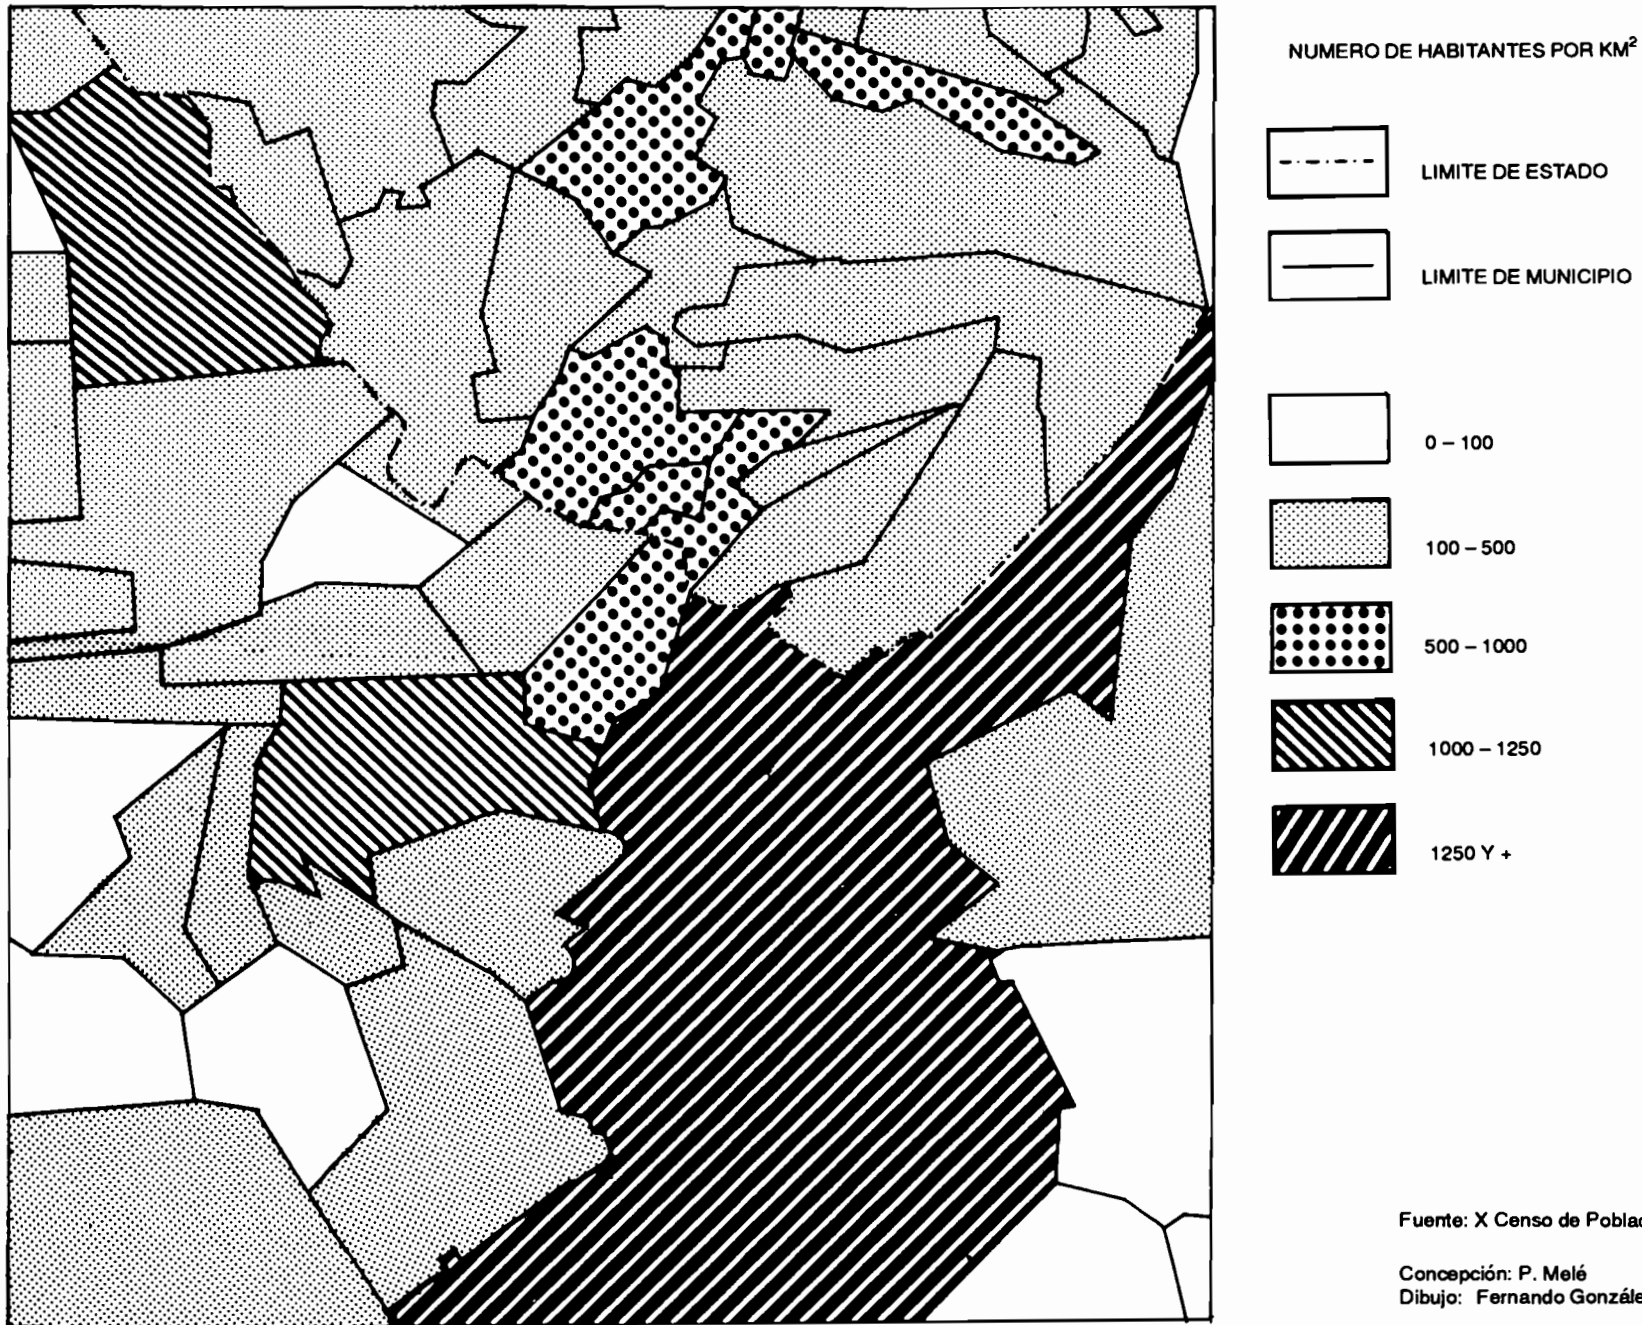 NUMERO DE HABITANTES POR KM²
LIMITE DE ESTADO
LIMITE DE MUNICIPIO
0 – 100
100 – 500
500 – 1000
1000 – 1250
1250 Y +
Fuente: X Censo de
Concepción: P. Melé
Dibujo: Fernando